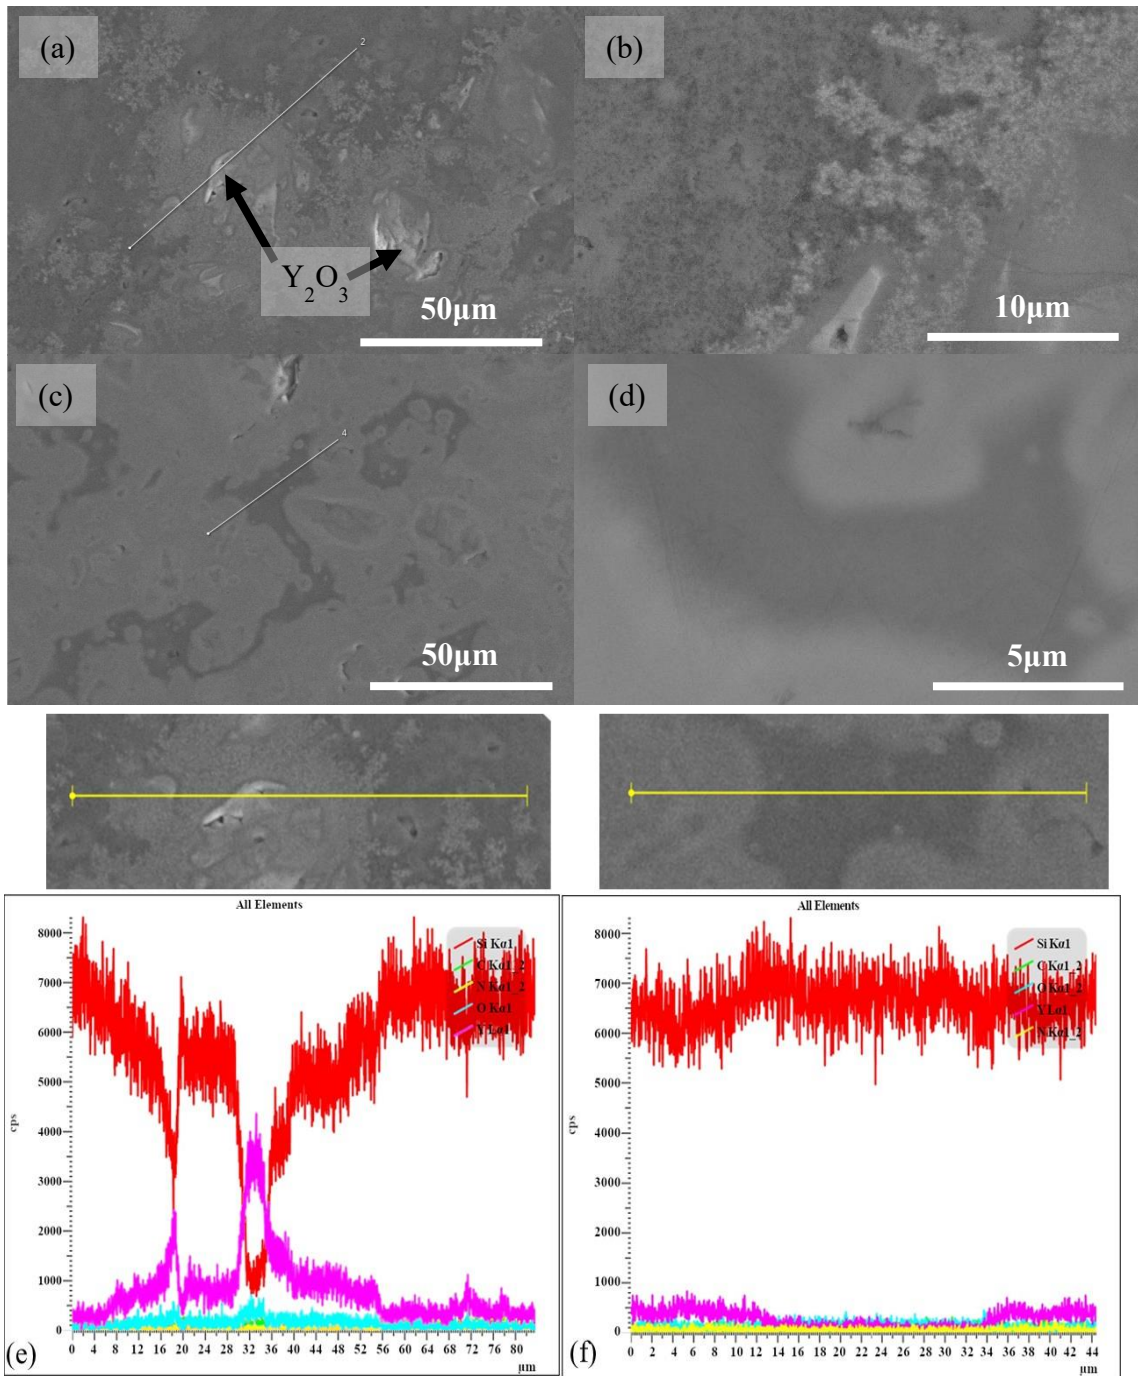 (a)
2
Y2O3
50µm
(b)
10µm
(c)
4
50µm
(d)
5µm
All Elements
8000
7000
6000
5000
4000
3000
2000
1000
0
cps
Si Kα1
C Kα1_2
N Kα1_2
O Kα1
Y Lα1
0 4 8 12 16 20 24 28 32 36 40 44 48 52 56 60 64 68 72 76 80
µm
(e)
All Elements
8000
7000
6000
5000
4000
3000
2000
1000
0
cps
Si Kα1
C Kα1_2
O Kα1_2
Y Lα1
N Kα1_2
0 2 4 6 8 10 12 14 16 18 20 22 24 26 28 30 32 34 36 38 40 42 44
µm
(f)